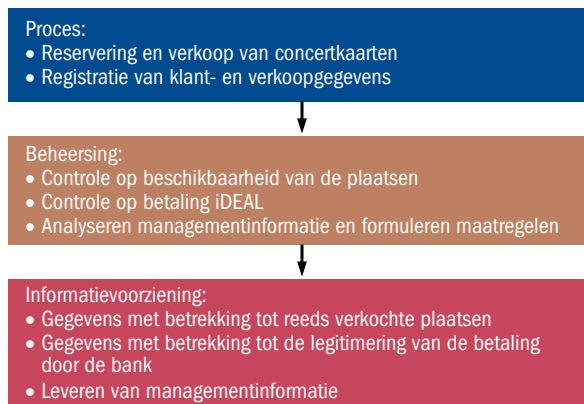 Proces:
• Reservering en verkoop van concertkaarten
• Registratie van klant- en verkoopgegevens
Beheersing:
• Controle op beschikbaarheid van de plaatsen
• Controle op betaling iDEAL
• Analyseren managementinformatie en formuleren maatregelen
Informatievoorziening:
• Gegevens met betrekking tot reeds verkochte plaatsen
• Gegevens met betrekking tot de legitimering van de betaling
door de bank
• Leveren van managementinformatie